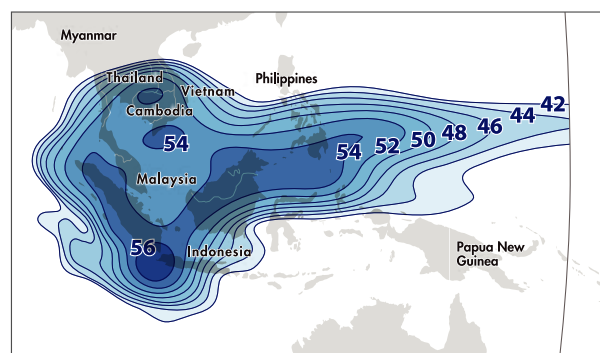 Myanmar
Thailand
Philippines
Vietnam
Cambodia
42
44
46
48
50
52
54
54
Malaysia
56
Indonesia
Papua New
Guinea